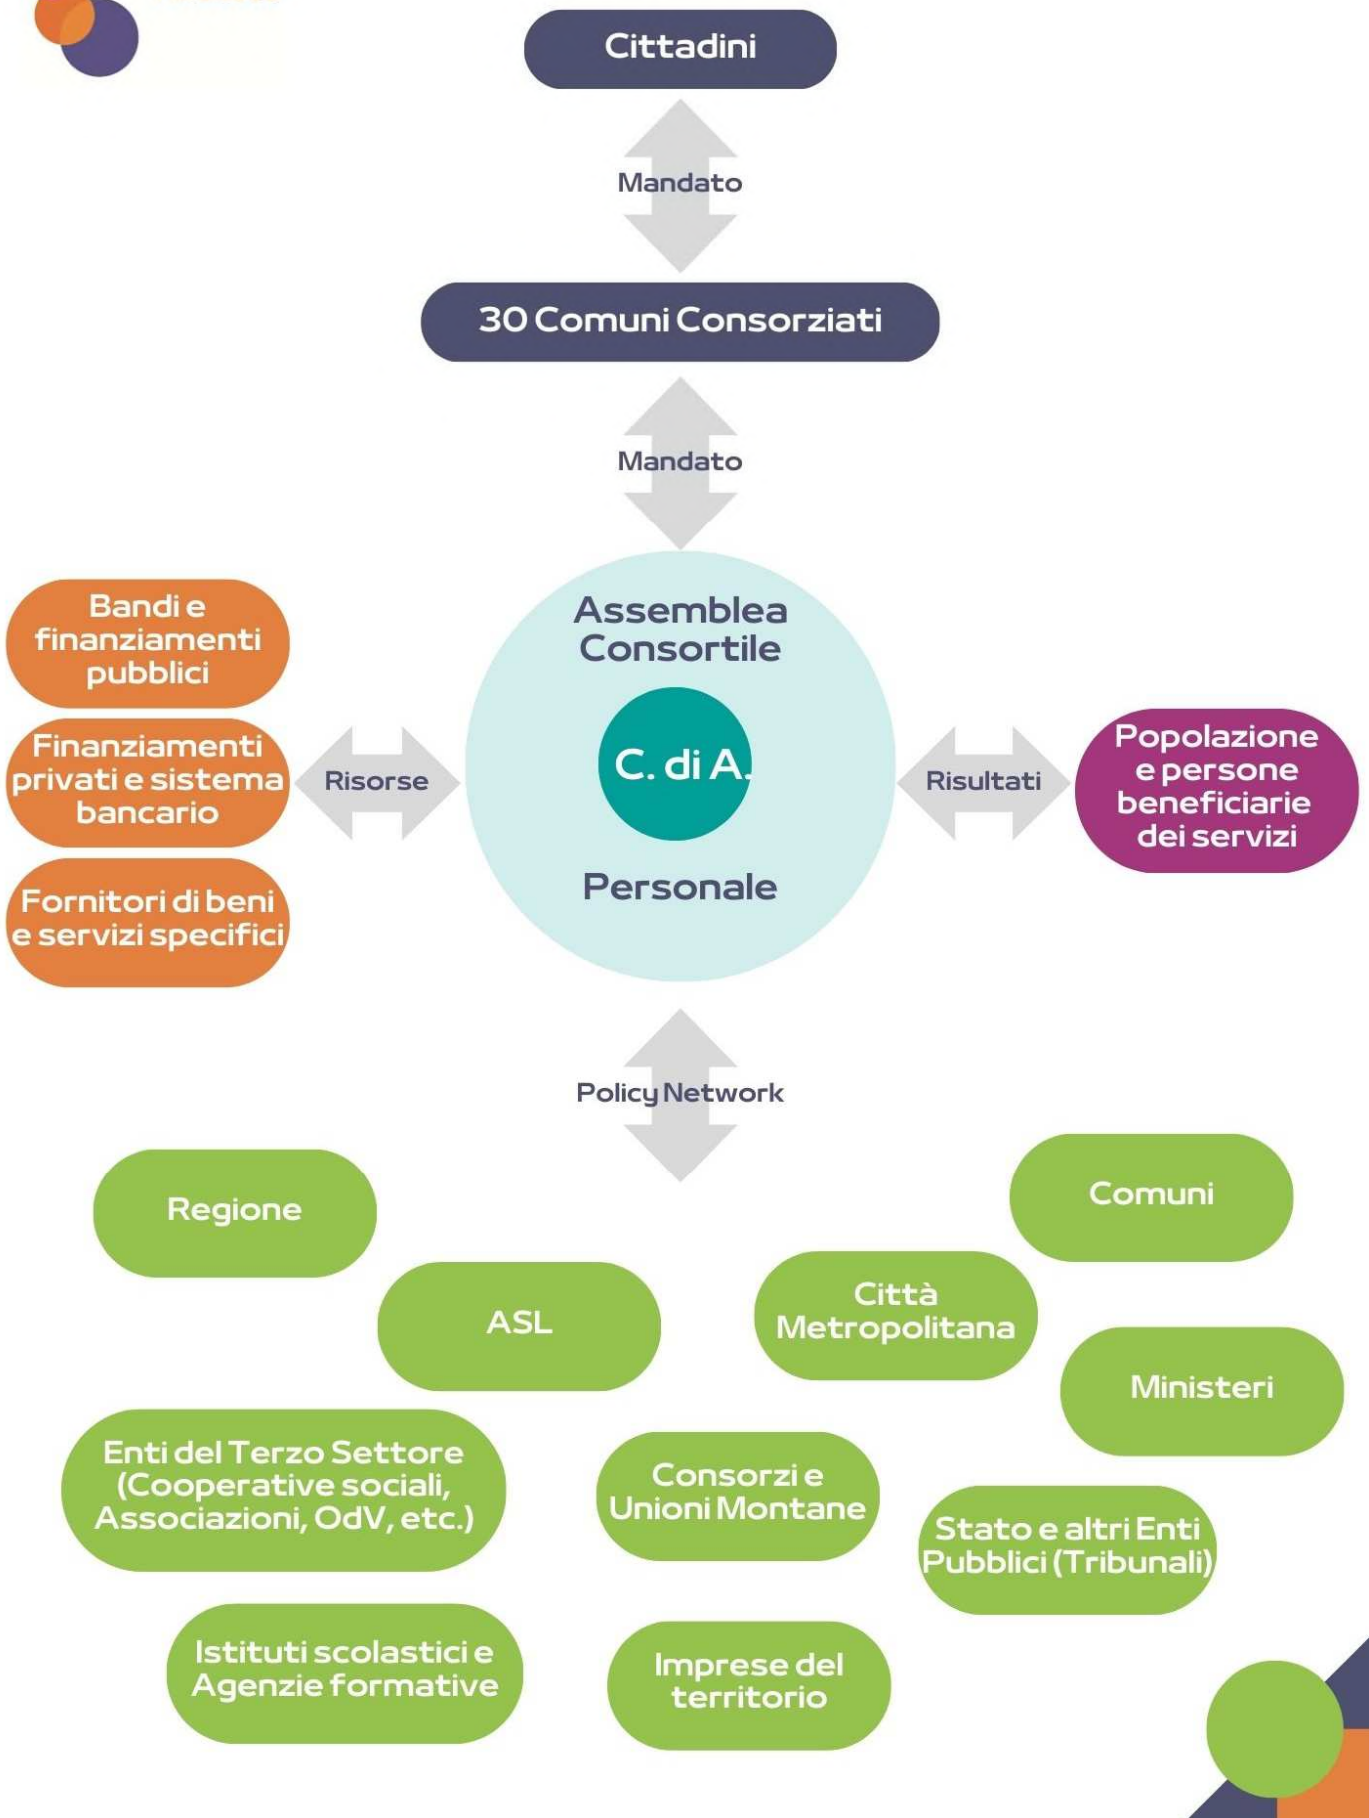 Cittadini
Mandato
30 Comuni Consorziati
Mandato
Assemblea
Consortile
C. di A.
Personale
Bandi e
finanziamenti
pubblici
Finanziamenti
privati e sistema
bancario
Fornitori di beni
e servizi specifici
Risorse
Risultati
Popolazione
e persone
beneficiarie
dei servizi
Policy Network
Regione
Comuni
ASL
Città
Metropolitana
Ministeri
Enti del Terzo Settore
(Cooperative sociali,
Associazioni, OdV, etc.)
Consorzi e
Unioni Montane
Stato e altri Enti
Pubblici (Tribunali)
Istituti scolastici e
Agenzie formative
Imprese del
territorio